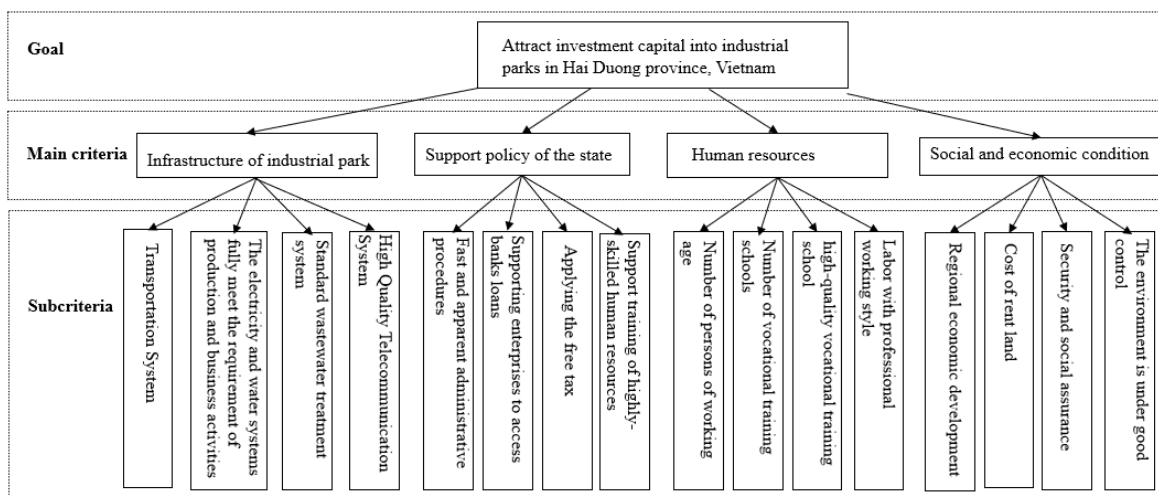 Goal
Attract investment capital into industrial
parks in Hai Duong province, Vietnam
Main criteria
Infrastructure of industrial park
Support policy of the state
Human resources
Social and economic condition
Subcriteria
Transportation System
The electricity and water systems
fully meet the requirement of
production and business activities
Standard wastewater treatment
system
High Quality Telecommunication
System
Fast and apparent administrative
procedures
Supporting enterprises to access
banks loans
Applying the free tax
Support training of highly-
skilled human resources
Number of persons of working
age
Number of vocational training
schools
high-quality vocational training
school
Labor with professional
working style
Regional economic development
Cost of rent land
Security and social assurance
The environment is under good
control